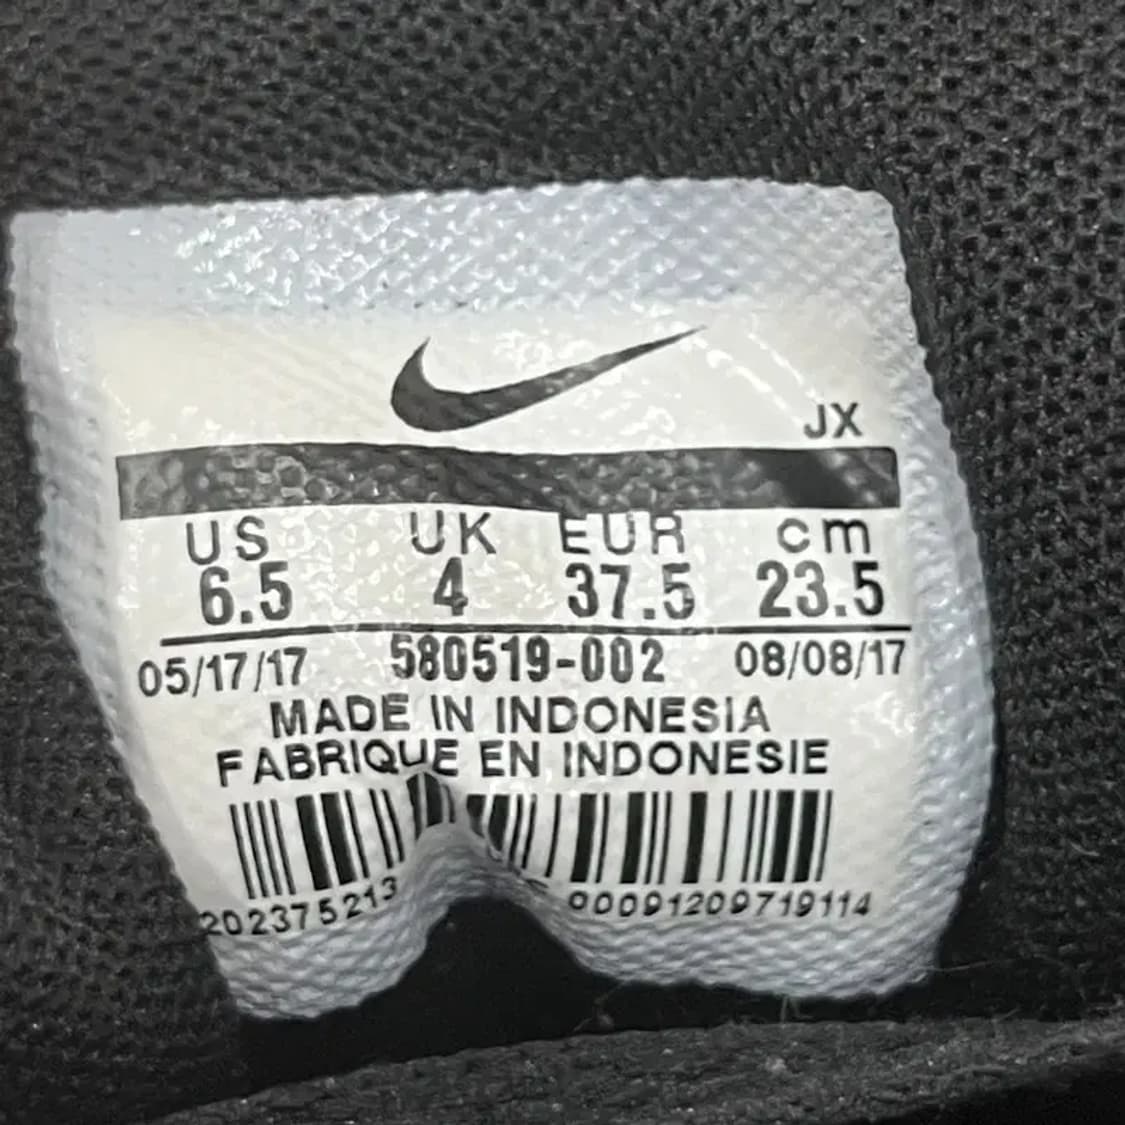 JX
US UK EUR cm
6.5 4 37.5 23.5
05/17/17 580519-002 08/08/17
MADE IN INDONESIA
FABRIQUE EN INDONESIE
202375213 00091209719114